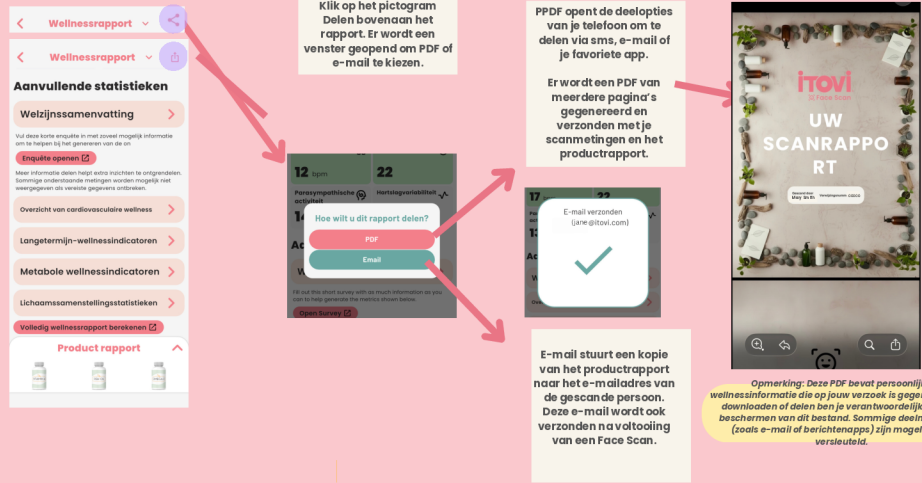 Wellnessrapport
Wellnessrapport
Aanvullende statistieken
Welzijnssamenvatting
Vul deze korte enquête in met zoveel mogelijk informatie
om te helpen bij het genereren van de on
Enquête openen
Meer informatie delen helpt extra inzichten te ontgrendelen.
Sommige onderstaande metingen worden mogelijk niet
weergegeven als vereiste gegevens ontbreken.
Overzicht van cardiovasculaire wellness
Langetermijn-wellnessindicatoren
Metabole wellnessindicatoren
Lichaamssamenstellingsstatistieken
Volledig wellnessrapport berekenen
Product rapport
Klik op het pictogram
Delen bovenaan het
rapport. Er wordt een
venster geopend om PDF of
e-mail te kiezen.
12 bpm
22
Parasympathische
activiteit
Hartslagvariabiliteit
Hoe wilt u dit rapport delen?
PDF
Email
Fill out this short survey with as much information as you
can to help generate the metrics shown below.
Open Survey
PPDF opent de deelopties
van je telefoon om te
delen via sms, e-mail of
je favoriete app.
Er wordt een PDF van
meerdere pagina's
gegenereerd en
verzonden met je
scanmetingen en het
productrapport.
17
22
E-mail verzonden
(jane@itovi.com)
E-mail stuurt een kopie
van het productrapport
naar het e-mailadres van
de gescande persoon.
Deze e-mail wordt ook
verzonden na voltooiing
van een Face Scan.
iTOVi
Face Scan
UW
SCANRAPPO
RT
Opmerking: Deze PDF bevat persoonlij
wellnessinformatie die op jouw verzoek is gege
downloaden of delen ben je verantwoordelij
beschermen van dit bestand. Sommige deel
(zoals e-mail of berichtenapps) zijn mogel
versleuteld.